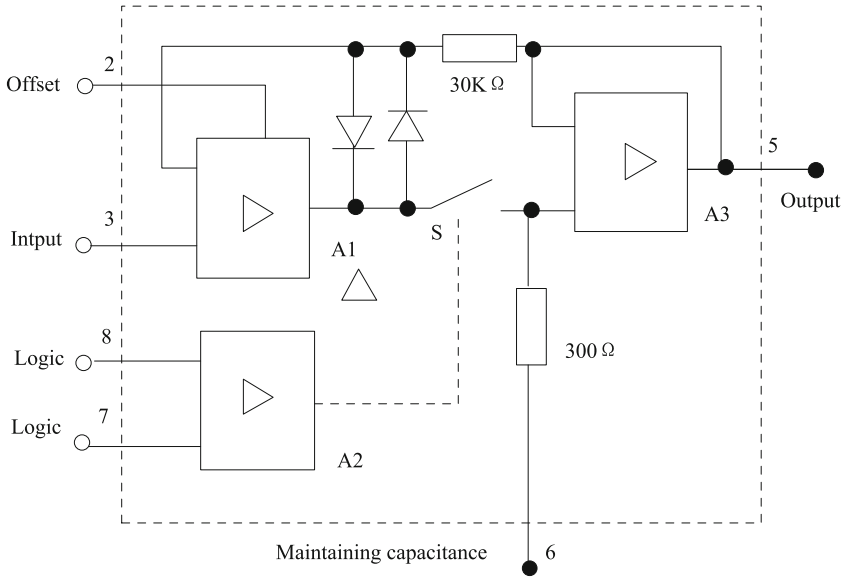 2
Offset
30K Ω
5
Output
A3
3
Intput
S
A1
8
Logic
300 Ω
7
Logic
A2
Maintaining capacitance
6